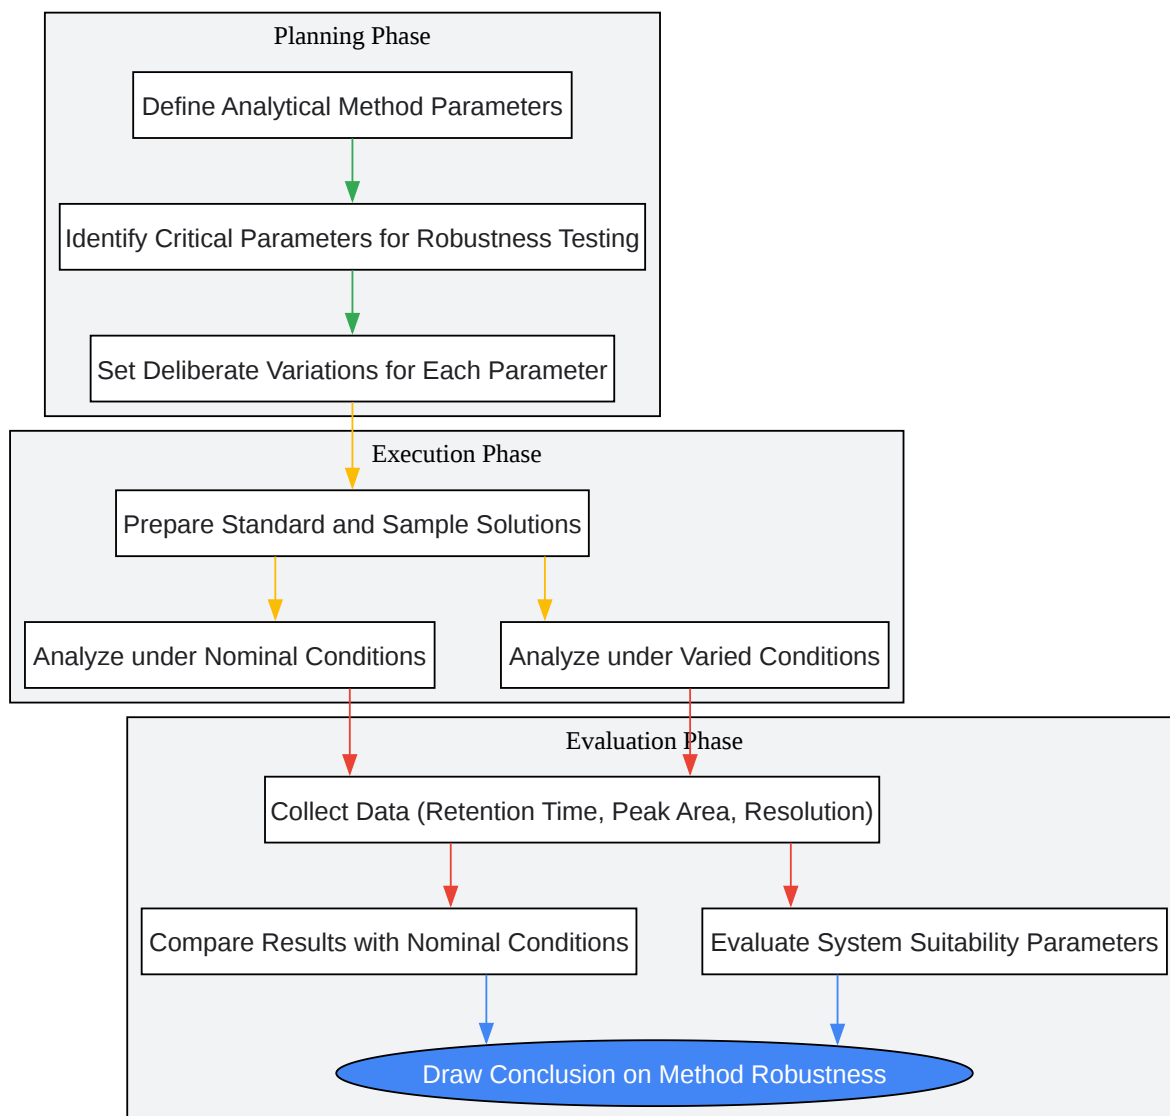 Planning Phase
Define Analytical Method Parameters
Identify Critical Parameters for Robustness Testing
Set Deliberate Variations for Each Parameter
Execution Phase
Prepare Standard and Sample Solutions
Analyze under Nominal Conditions
Analyze under Varied Conditions
Evaluation Phase
Collect Data (Retention Time, Peak Area, Resolution)
Compare Results with Nominal Conditions
Evaluate System Suitability Parameters
Draw Conclusion on Method Robustness